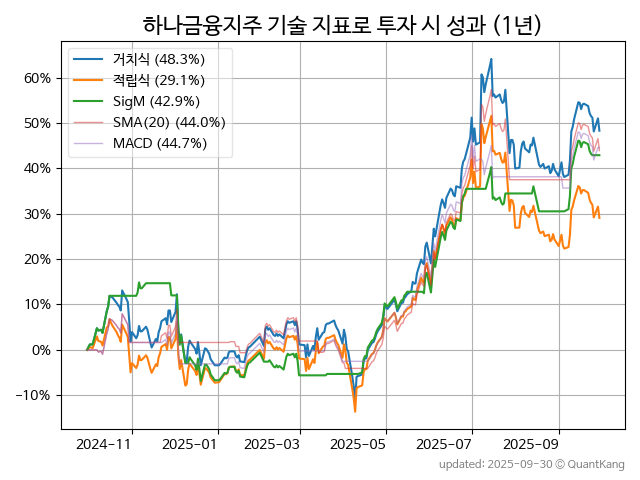 하나금융지주 기술 지표로 투자 시 성과 (1년)
거치식 (48.3%)
적립식 (29.1%)
SigM (42.9%)
SMA(20) (44.0%)
MACD (44.7%)
60%
50%
40%
30%
20%
10%
0%
−10%
2024-11 2025-01 2025-03 2025-05 2025-07 2025-09
updated: 2025-09-30 © QuantKang